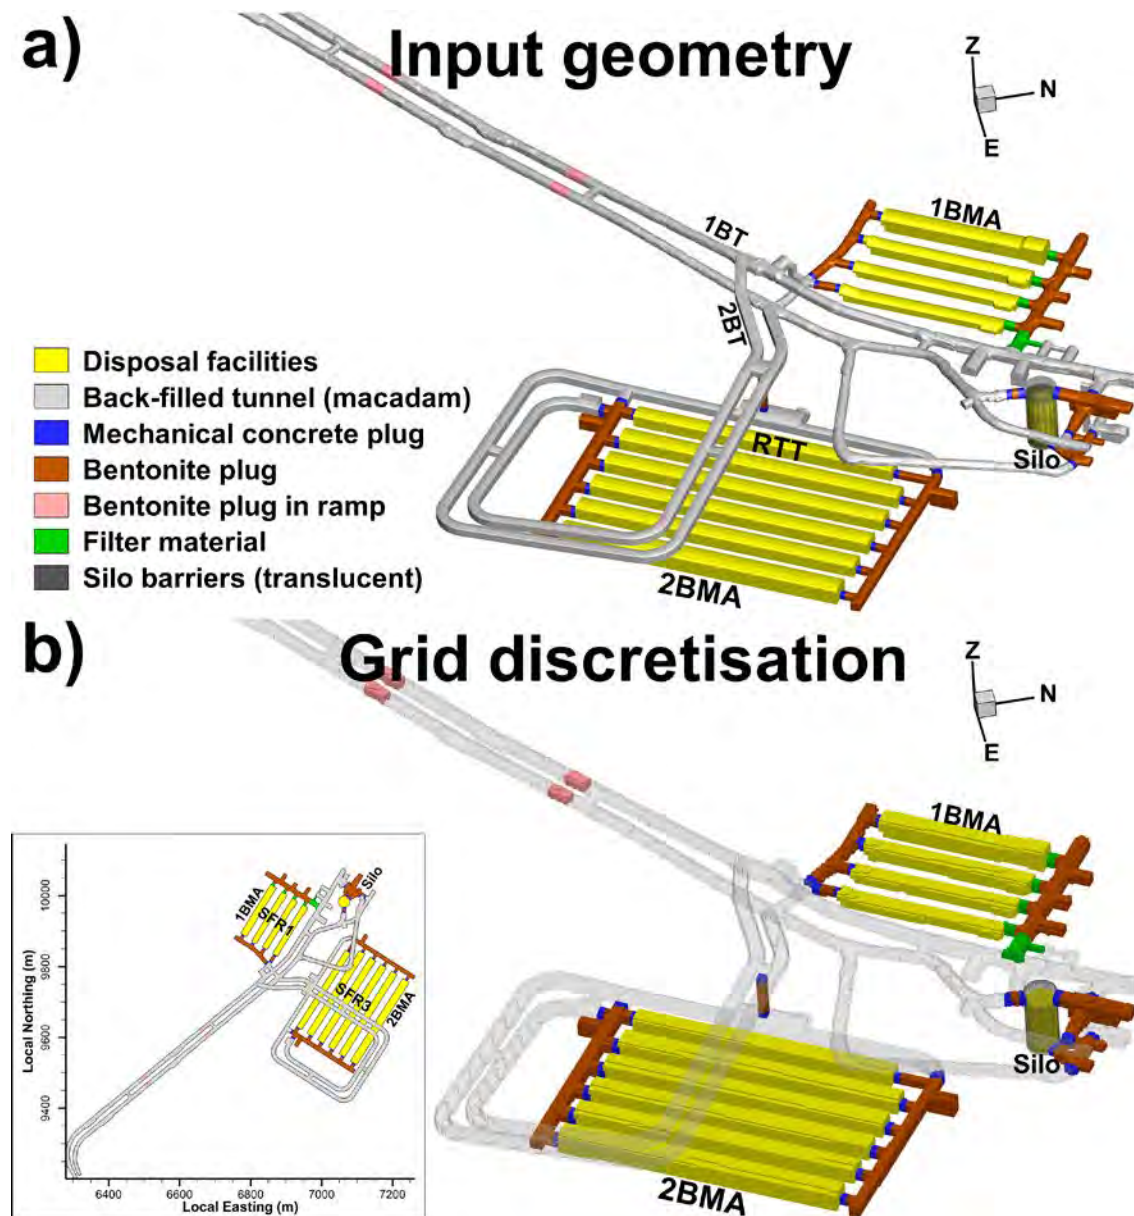 a) Input geometry
Z
N
E
1BMA
1BT
2BT
Disposal facilities
Back-filled tunnel (macadam)
Mechanical concrete plug
Bentonite plug
Bentonite plug in ramp
Filter material
Silo barriers (translucent)
RTT
Silo
2BMA
b) Grid discretisation
Z
N
E
1BMA
Silo
2BMA
Local Northing (m)
10000
9800
9600
9400
1BMA
SFR1
Silo
SFR3
2BMA
6400 6600 6800 7000 7200
Local Easting (m)